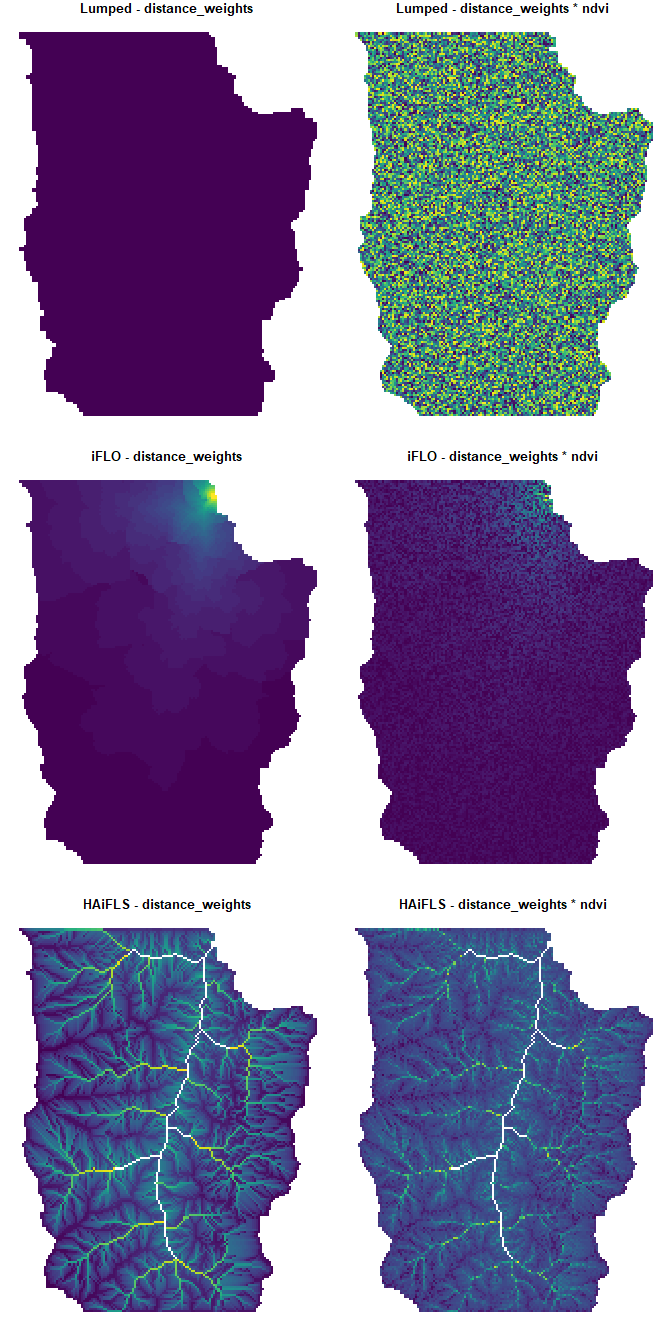 Lumped - distance_weights
Lumped - distance_weights * ndvi
iFLO - distance_weights
iFLO - distance_weights * ndvi
HAiFLS - distance_weights
HAiFLS - distance_weights * ndvi